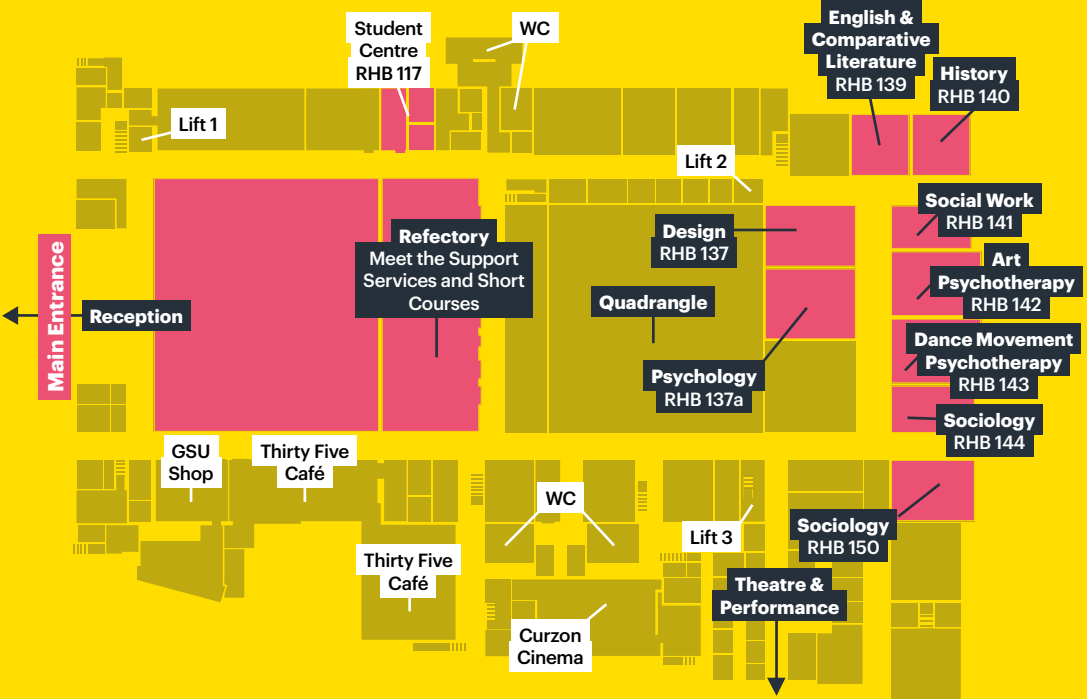 Student
Centre
RHB 117
WC
English &
Comparative
Literature
RHB 139
History
RHB 140
Lift 1
Lift 2
Social Work
RHB 141
Design
RHB 137
Refectory
Meet the Support
Services and Short
Courses
Art
Psychotherapy
RHB 142
Main Entrance
Reception
Quadrangle
Dance Movement
Psychotherapy
RHB 143
Psychology
RHB 137a
Sociology
RHB 144
GSU
Shop
Thirty Five
Café
WC
Lift 3
Sociology
RHB 150
Thirty Five
Café
Theatre &
Performance
Curzon
Cinema